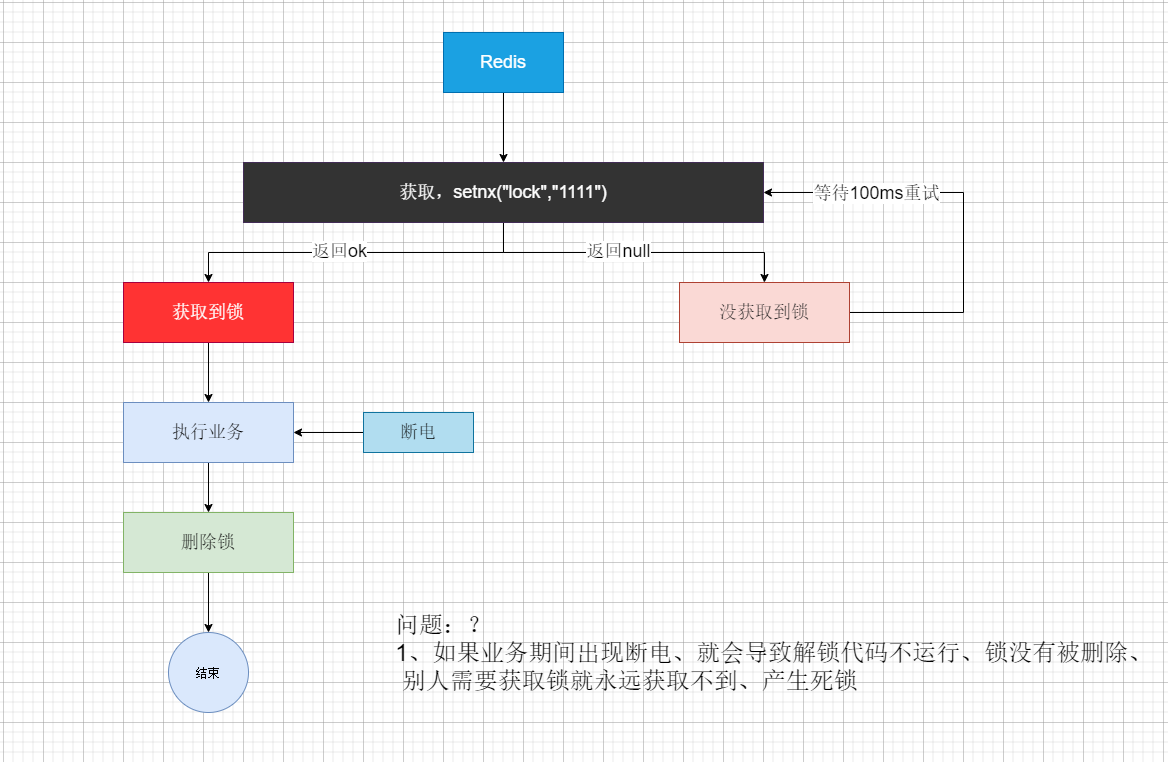 Redis
获取，setnx("lock","1111")
等待100ms重试
返回ok
返回null
获取到锁
没获取到锁
执行业务
断电
删除锁
结束
问题：？
1、如果业务期间出现断电、就会导致解锁代码不运行、锁没有被删除、
别人需要获取锁就永远获取不到、产生死锁